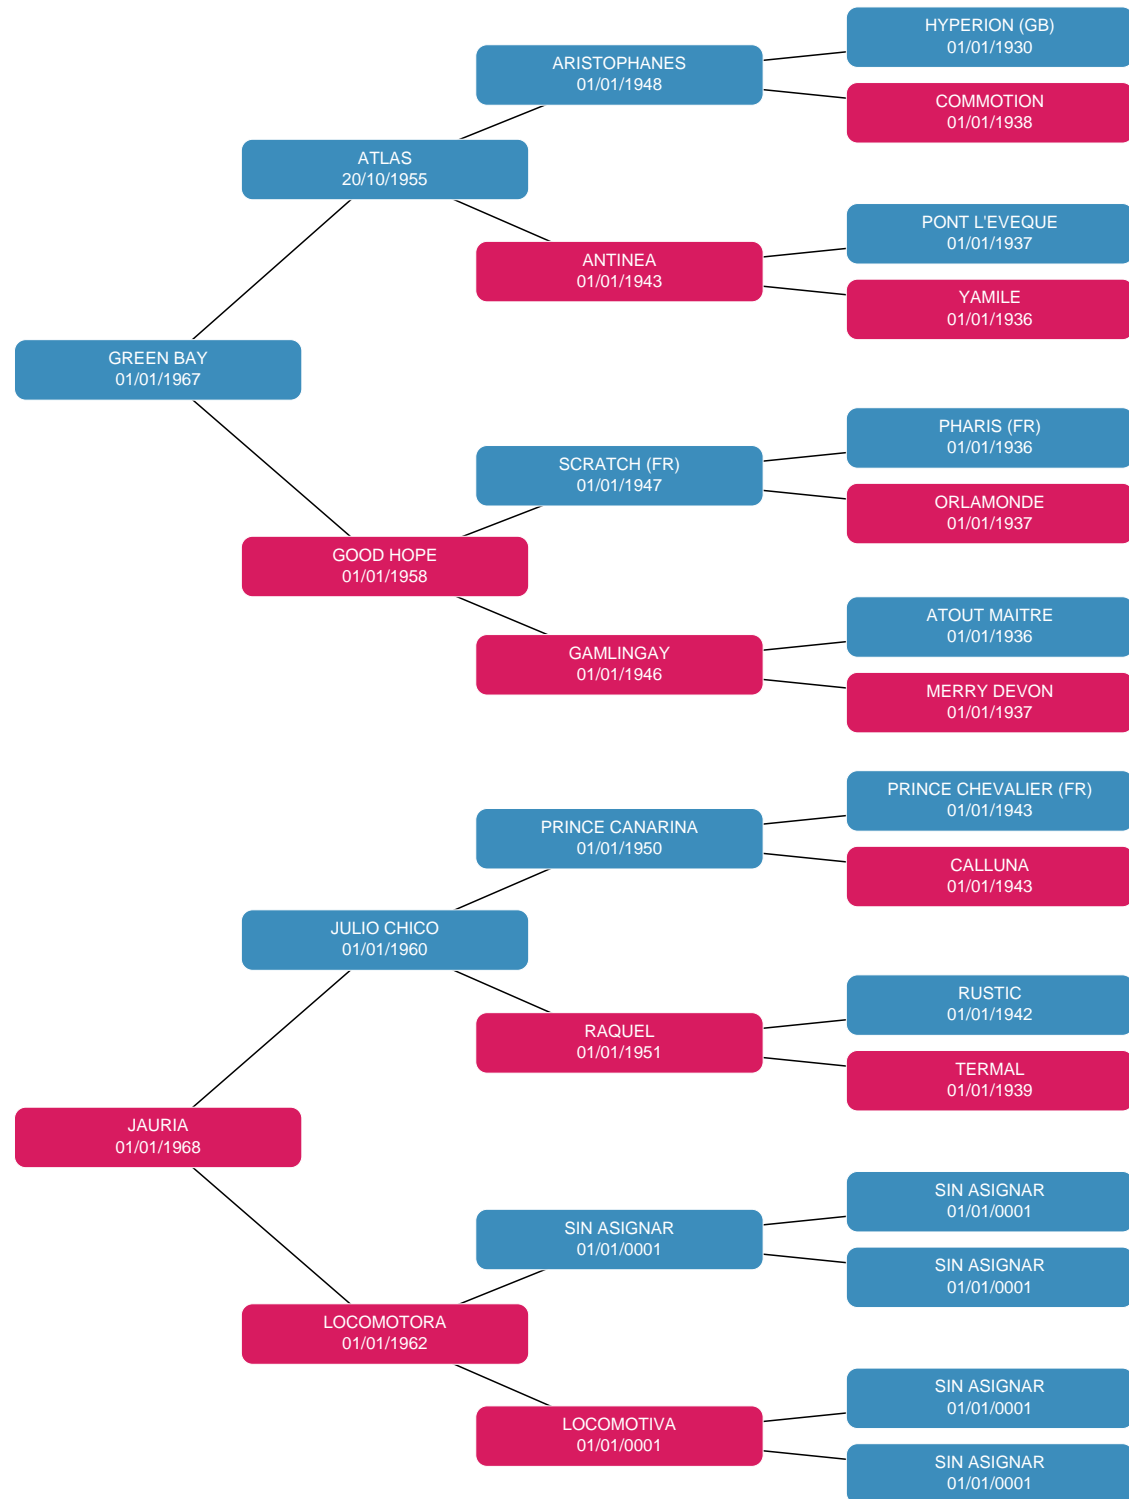 HYPERION (GB)
01/01/1930
ARISTOPHANES
01/01/1948
COMMOTION
01/01/1938
ATLAS
20/10/1955
PONT L'EVEQUE
01/01/1937
ANTINEA
01/01/1943
YAMILE
01/01/1936
GREEN BAY
01/01/1967
PHARIS (FR)
01/01/1936
SCRATCH (FR)
01/01/1947
ORLAMONDE
01/01/1937
GOOD HOPE
01/01/1958
ATOUT MAITRE
01/01/1936
GAMLINGAY
01/01/1946
MERRY DEVON
01/01/1937
PRINCE CHEVALIER (FR)
01/01/1943
PRINCE CANARINA
01/01/1950
CALLUNA
01/01/1943
JULIO CHICO
01/01/1960
RUSTIC
01/01/1942
RAQUEL
01/01/1951
TERMAL
01/01/1939
JAURIA
01/01/1968
SIN ASIGNAR
01/01/0001
SIN ASIGNAR
01/01/0001
SIN ASIGNAR
01/01/0001
LOCOMOTORA
01/01/1962
SIN ASIGNAR
01/01/0001
LOCOMOTIVA
01/01/0001
SIN ASIGNAR
01/01/0001